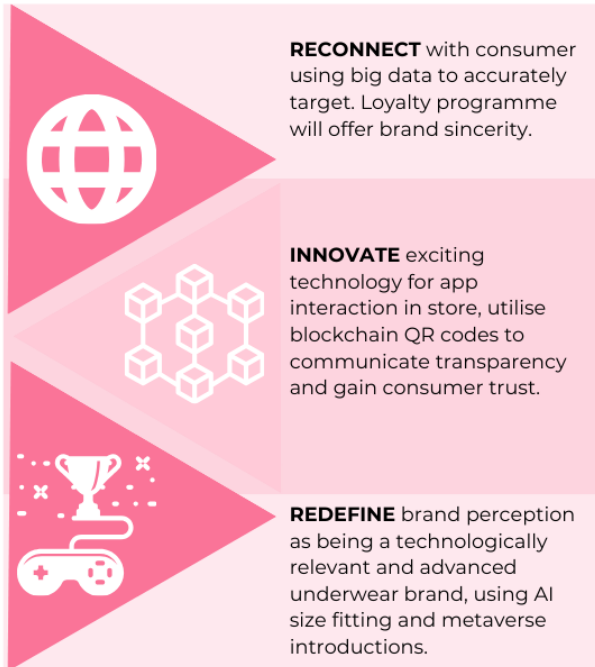 RECONNECT with consumer
using big data to accurately
target. Loyalty programme
will offer brand sincerity.
INNOVATE exciting
technology for app
interaction in store, utilise
blockchain QR codes to
communicate transparency
and gain consumer trust.
REDEFINE brand perception
as being a technologically
relevant and advanced
underwear brand, using AI
size fitting and metaverse
introductions.